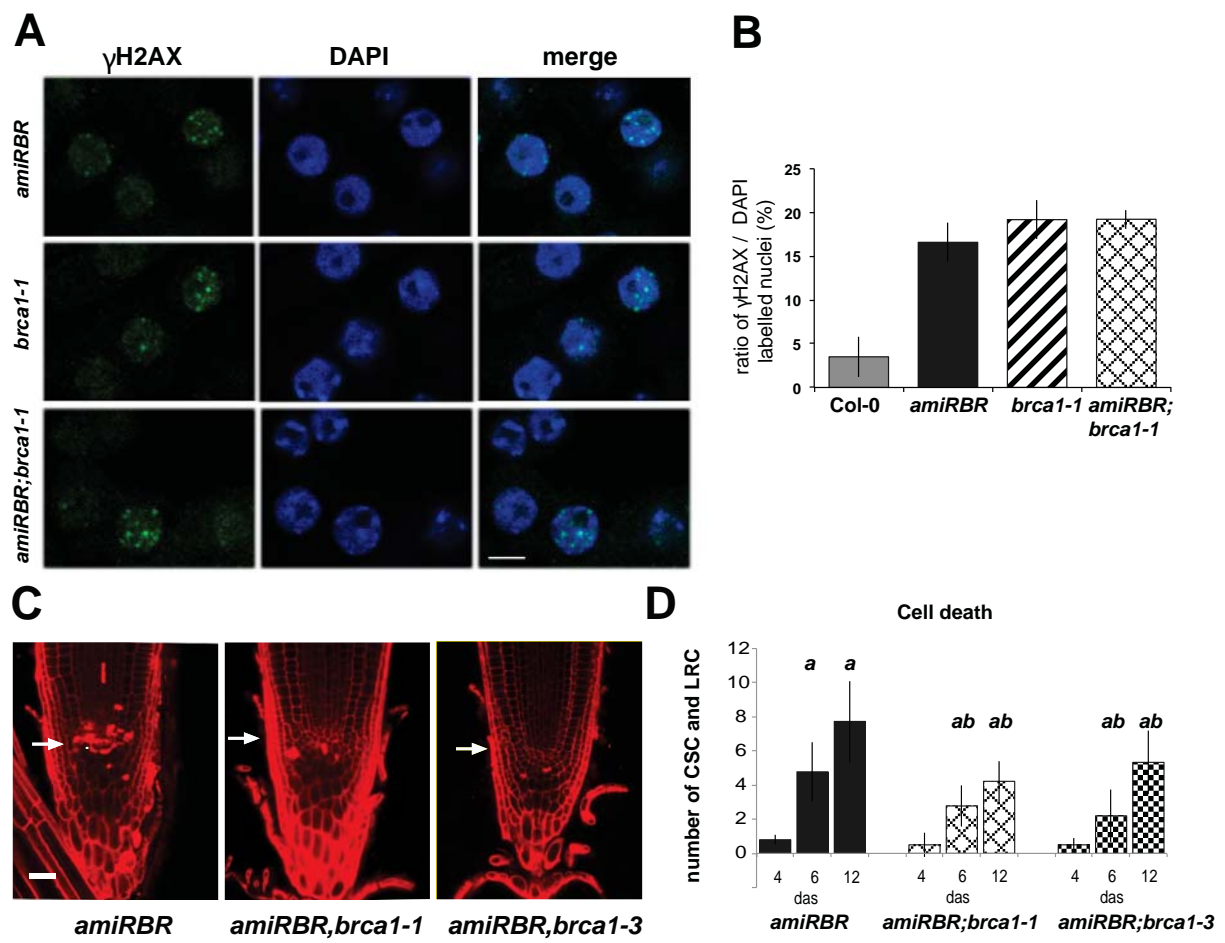 A
γH2AX
DAPI
merge
amiRBR
brca1-1
amiRBR;brca1-1
B
ratio of γH2AX / DAPI
labelled nuclei (%)
25
20
15
10
5
0
Col-0
amiRBR
brca1-1
amiRBR;
brca1-1
C
amiRBR
amiRBR,brca1-1
amiRBR,brca1-3
D
Cell death
number of CSC and LRC
12
10
8
6
4
2
0
a a ab ab ab ab
4 6 12 4 6 12 4 6 12
das das das
amiRBR amiRBR;brca1-1 amiRBR;brca1-3